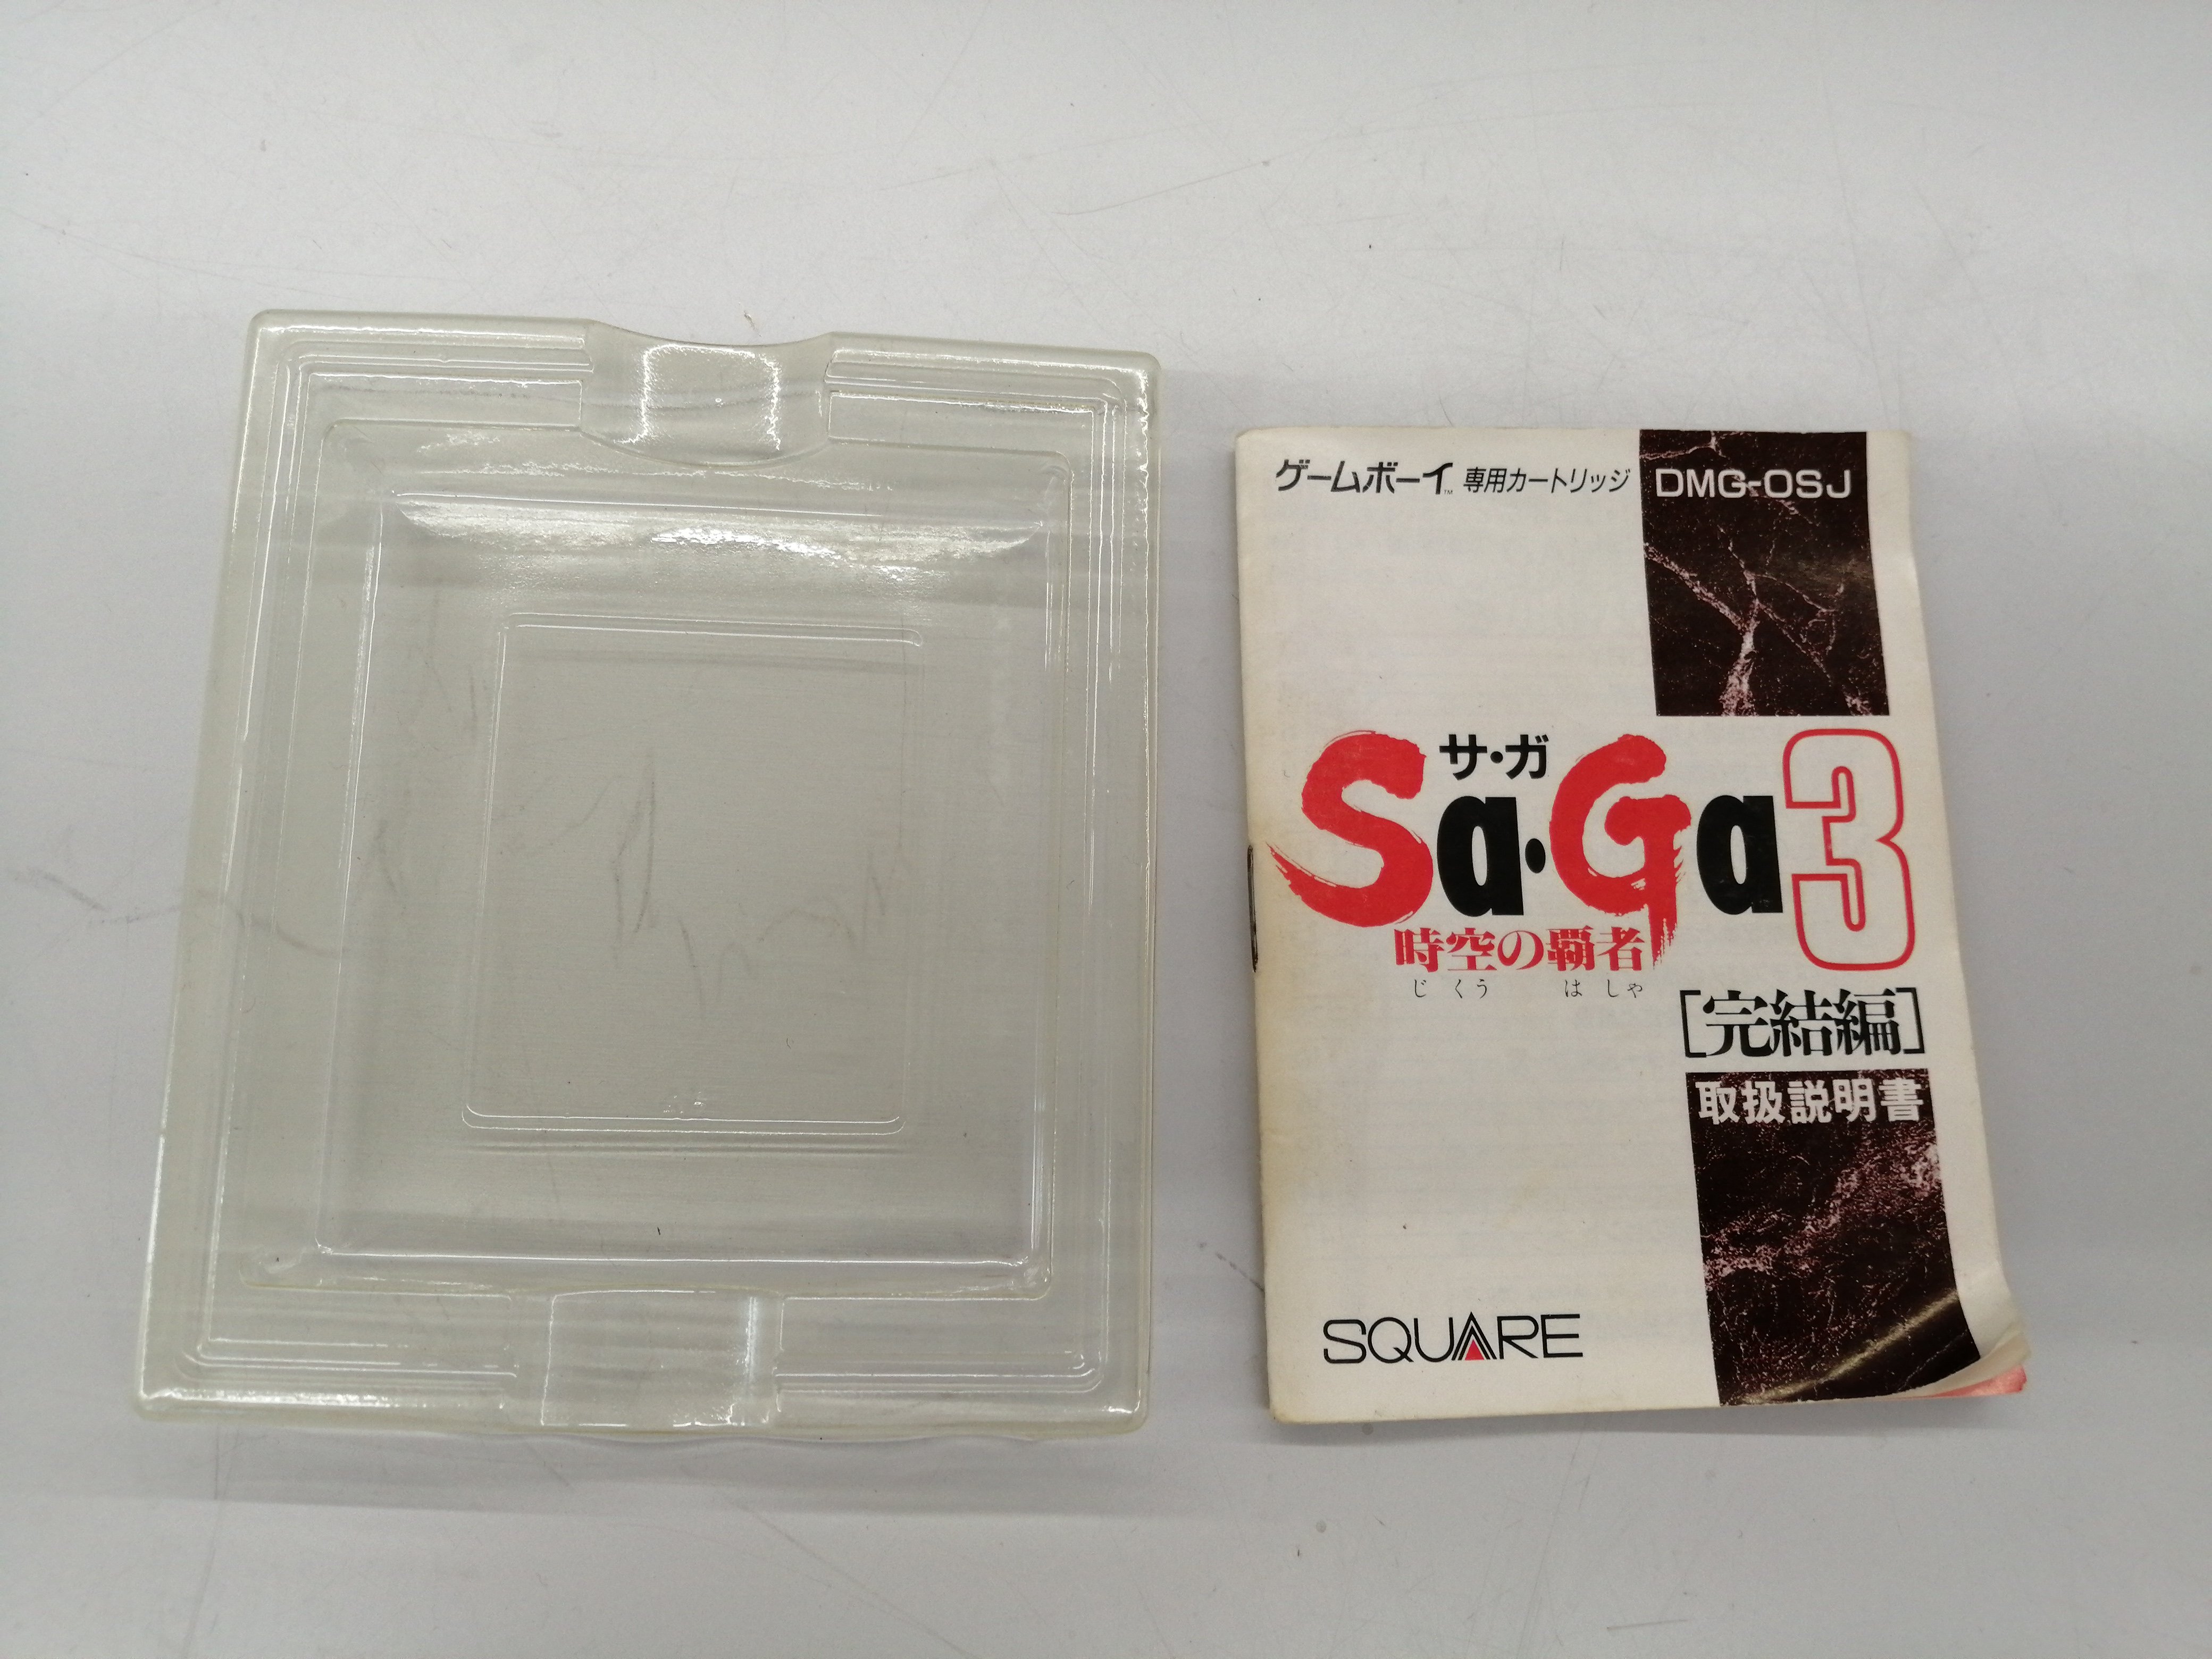 ゲームボーイ™ 専用カートリッジ
DMG-OSJ
サ・ガ
Sa・Ga3
時空の覇者
じくう はしゃ
[完結編]
取扱説明書
SQUARE